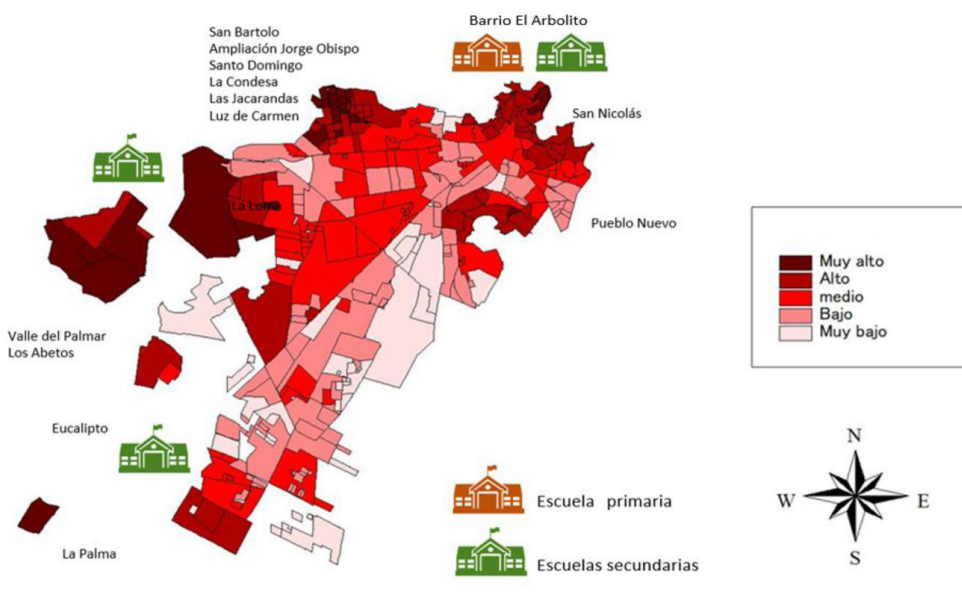 Barrio El Arbolito
San Bartolo
Ampliación Jorge Obispo
Santo Domingo
La Condesa
Las Jacarandas
Luz de Carmen
San Nicolás
La Loma
Pueblo Nuevo
Muy alto
Alto
medio
Bajo
Muy bajo
Valle del Palmar
Los Abetos
Eucalipto
La Palma
Escuela primaria
Escuelas secundarias
N
W
E
S